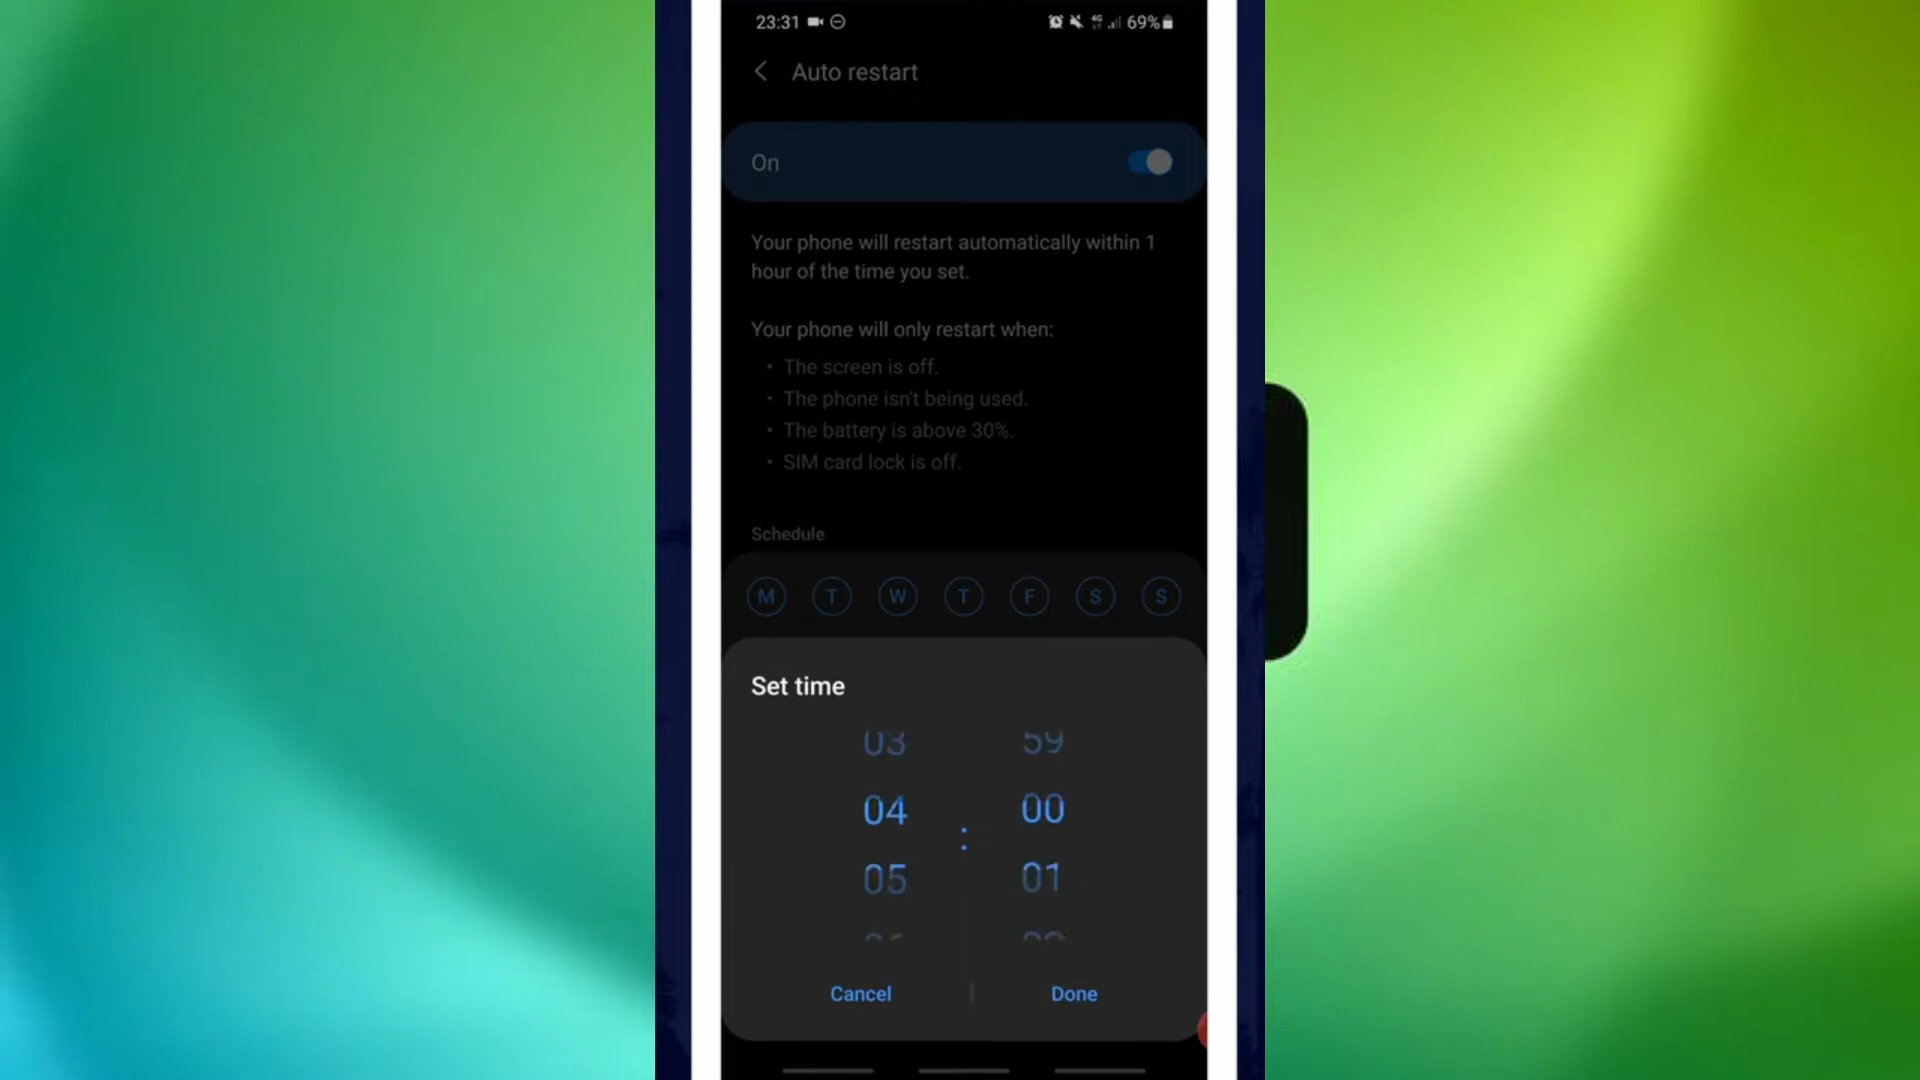 23:31 4G 69%
Auto restart
On
Your phone will restart automatically within 1
hour of the time you set.
Your phone will only restart when:
• The screen is off.
• The phone isn't being used.
• The battery is above 30%.
• SIM card lock is off.
Schedule
M T W T F S S
Set time
03 59
04 : 00
05 01
Cancel Done